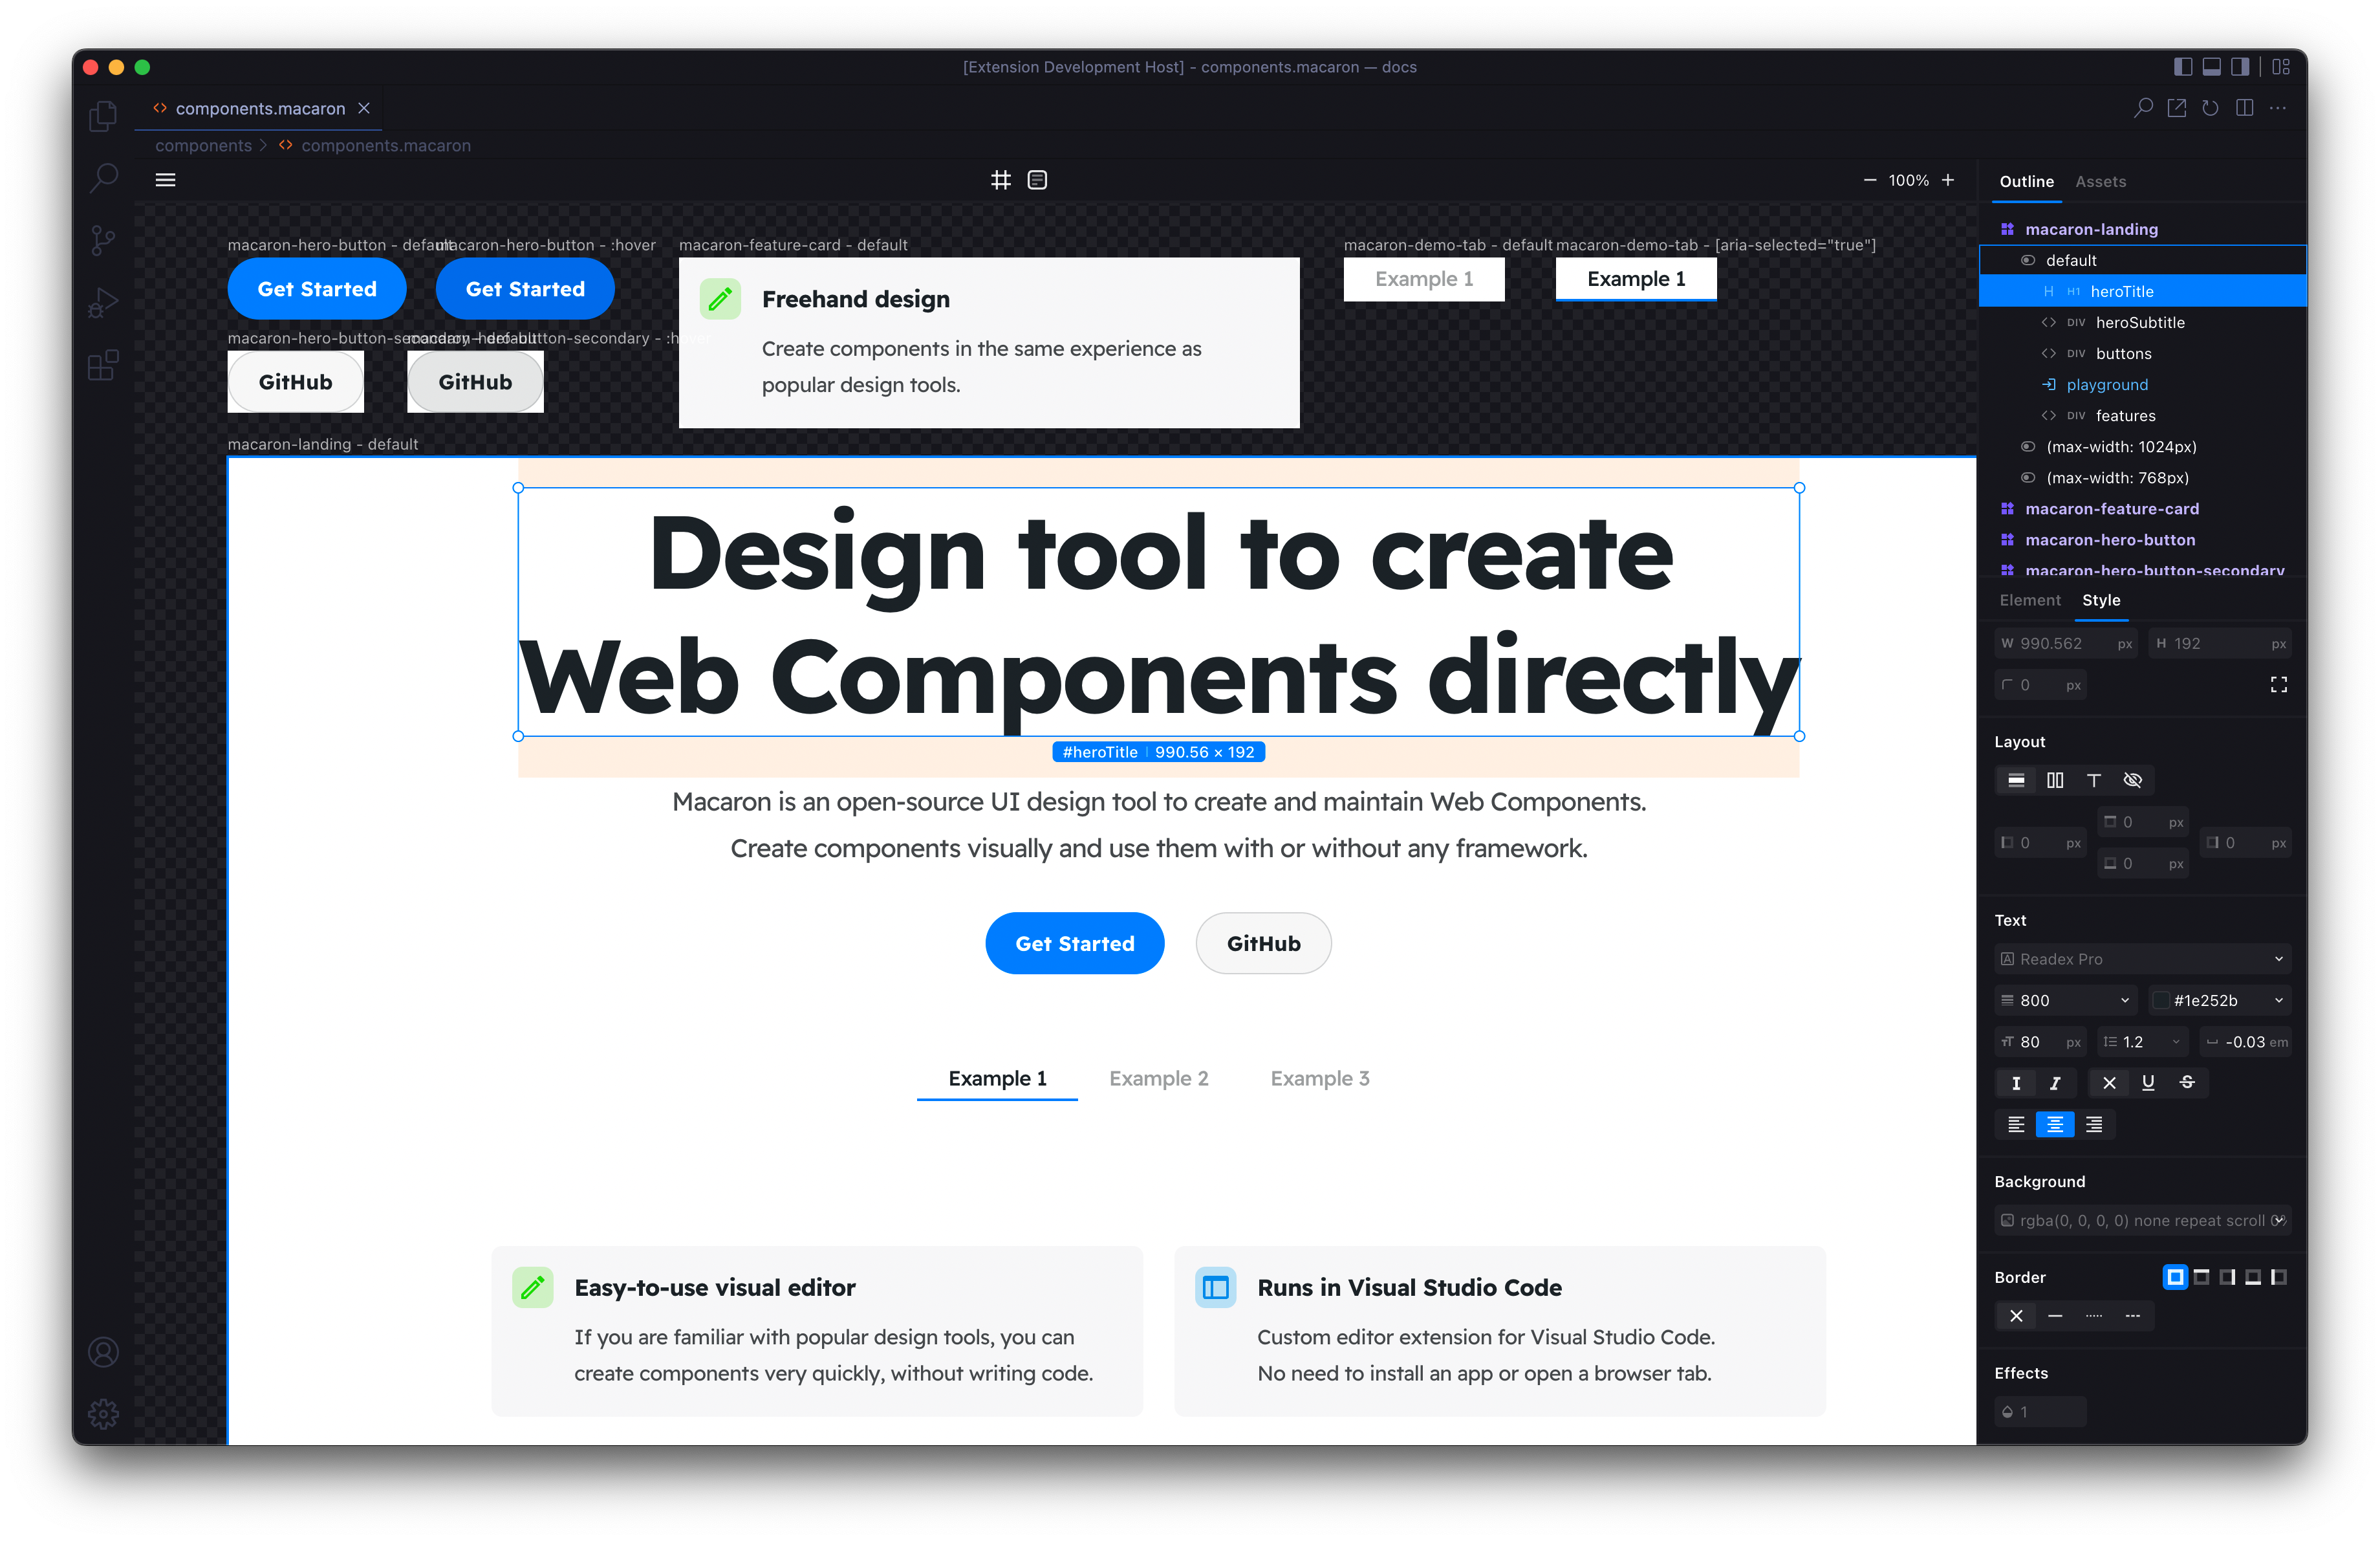 [Extension Development Host] - components.macaron — docs
components.macaron
components
components.macaron
100%
macaron-hero-button - default
macaron-hero-button - :hover
macaron-feature-card - default
macaron-demo-tab - default
macaron-demo-tab - [aria-selected="true"]
Get Started
Get Started
Freehand design
Create components in the same experience as
popular design tools.
Example 1
Example 1
macaron-hero-button-secondary - default
macaron-hero-button-secondary - :hover
GitHub
GitHub
macaron-landing - default
Design tool to create
Web Components directly
#heroTitle
990.56 × 192
Macaron is an open-source UI design tool to create and maintain Web Components.
Create components visually and use them with or without any framework.
Get Started
GitHub
Example 1
Example 2
Example 3
Easy-to-use visual editor
If you are familiar with popular design tools, you can
create components very quickly, without writing code.
Runs in Visual Studio Code
Custom editor extension for Visual Studio Code.
No need to install an app or open a browser tab.
Outline
Assets
macaron-landing
default
H H1 heroTitle
DIV heroSubtitle
DIV buttons
playground
DIV features
(max-width: 1024px)
(max-width: 768px)
macaron-feature-card
macaron-hero-button
macaron-hero-button-secondary
Element
Style
W 990.562 px
H 192 px
0 px
Layout
0 px
0 px
0 px
0 px
Text
Readex Pro
800
#1e252b
80 px
1.2
-0.03 em
Background
rgba(0, 0, 0, 0) none repeat scroll
Border
Effects
1